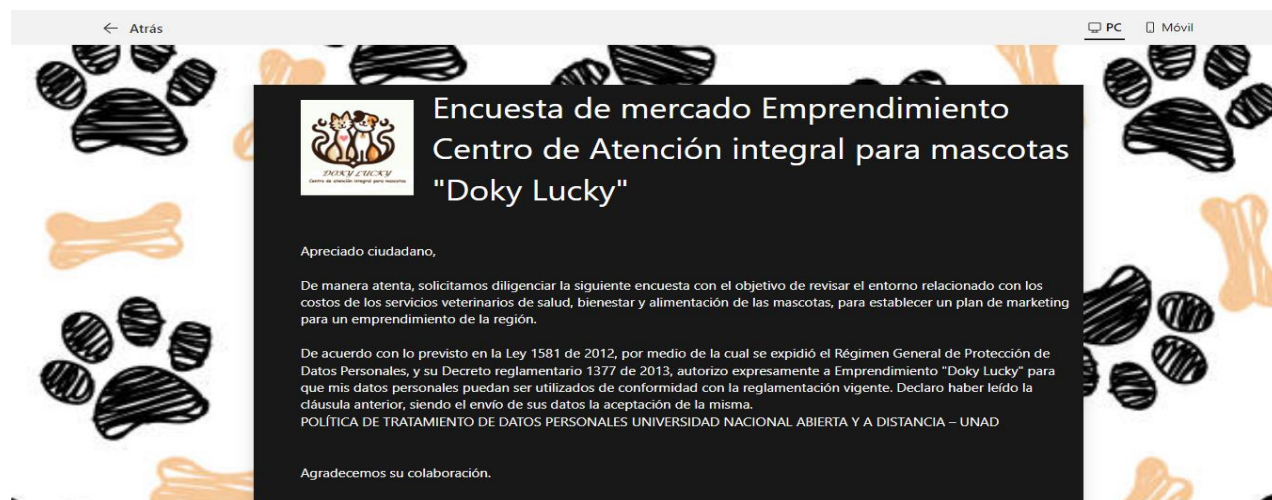 ← Atrás
PC
Móvil
Encuesta de mercado Emprendimiento
Centro de Atención integral para mascotas
"Doky Lucky"
DOKY LUCKY
Centro de atención integral para mascotas
Apreciado ciudadano,
De manera atenta, solicitamos diligenciar la siguiente encuesta con el objetivo de revisar el entorno relacionado con los
costos de los servicios veterinarios de salud, bienestar y alimentación de las mascotas, para establecer un plan de marketing
para un emprendimiento de la región.
De acuerdo con lo previsto en la Ley 1581 de 2012, por medio de la cual se expidió el Régimen General de Protección de
Datos Personales, y su Decreto reglamentario 1377 de 2013, autorizo expresamente a Emprendimiento "Doky Lucky" para
que mis datos personales puedan ser utilizados de conformidad con la reglamentación vigente. Declaro haber leído la
cláusula anterior, siendo el envío de sus datos la aceptación de la misma.
POLÍTICA DE TRATAMIENTO DE DATOS PERSONALES UNIVERSIDAD NACIONAL ABIERTA Y A DISTANCIA – UNAD
Agradecemos su colaboración.